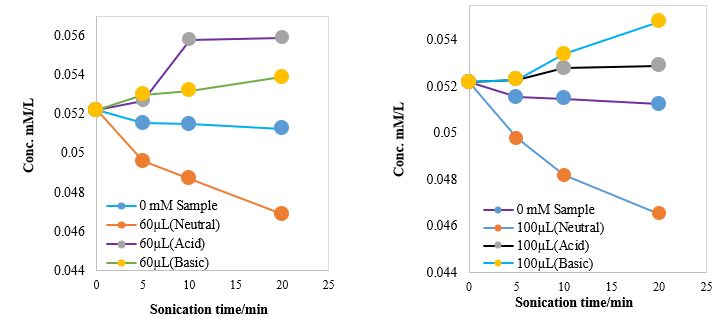 0.056
0.054
0.052
0.05
0.048
0.046
0.044
Conc. mM/L
0 mM Sample
60µL(Neutral)
60µL(Acid)
60µL(Basic)
0 5 10 15 20 25
Sonication time/min
0.054
0.052
0.05
0.048
0.046
0.044
Conc. mM/L
0 mM Sample
100µL(Neutral)
100µL(Acid)
100µL(Basic)
0 5 10 15 20 25
Sonication time/min